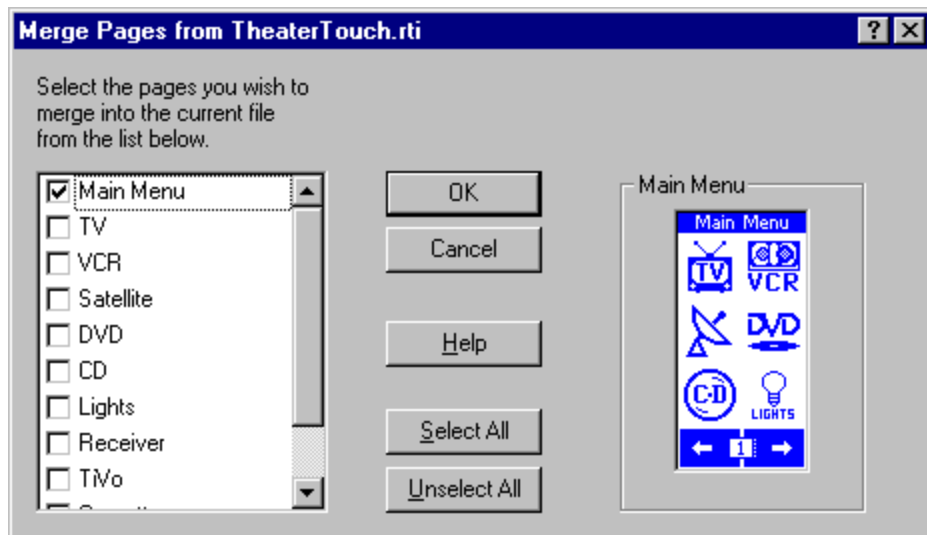 Merge Pages from TheaterTouch.rti
Select the pages you wish to
merge into the current file
from the list below.
Main Menu
TV
VCR
Satellite
DVD
CD
Lights
Receiver
TiVo
OK
Cancel
Help
Select All
Unselect All
Main Menu
Main Menu
TV
VCR
DVD
CD
LIGHTS
1